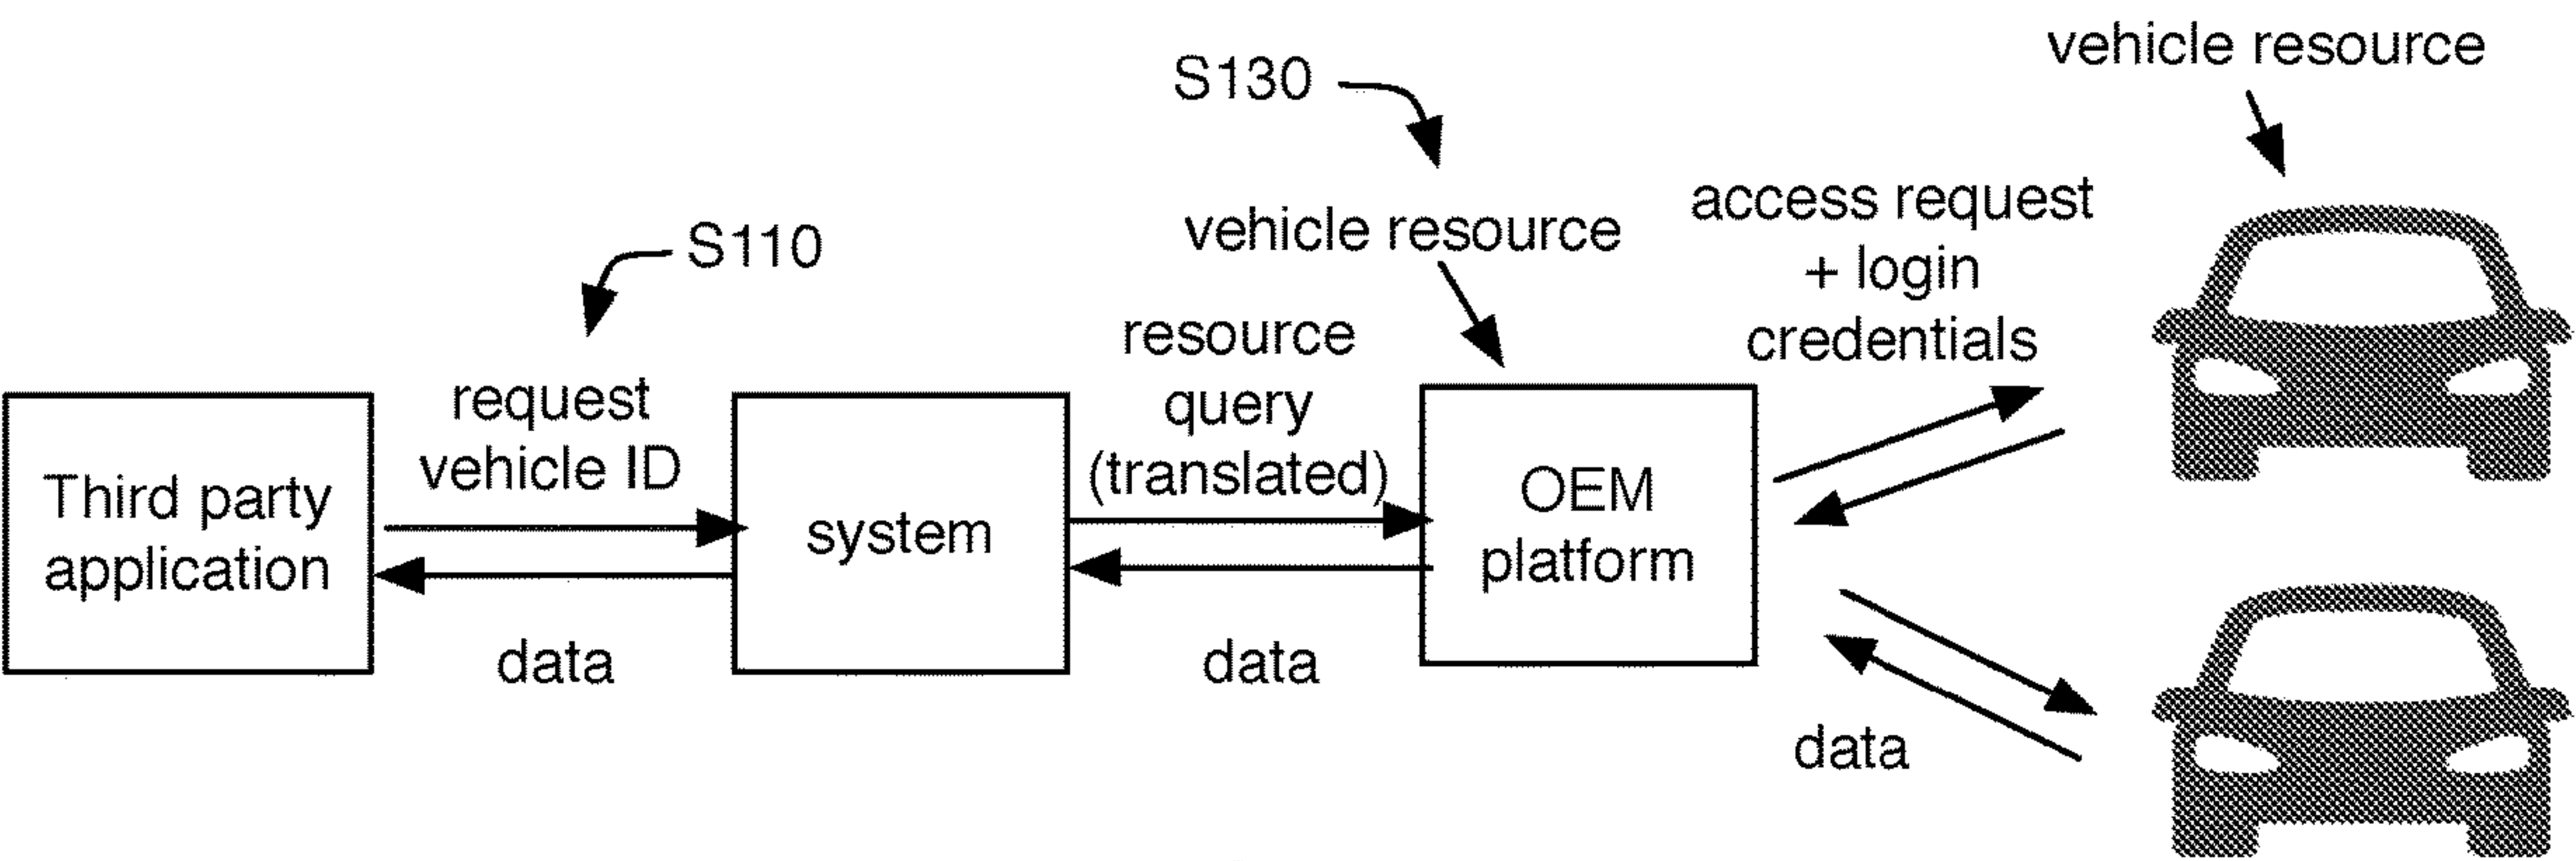 vehicle resource
S130
S110
vehicle resource
access request
+ login
credentials
request
vehicle ID
resource
query
(translated)
Third party
application
system
OEM
platform
data
data
data